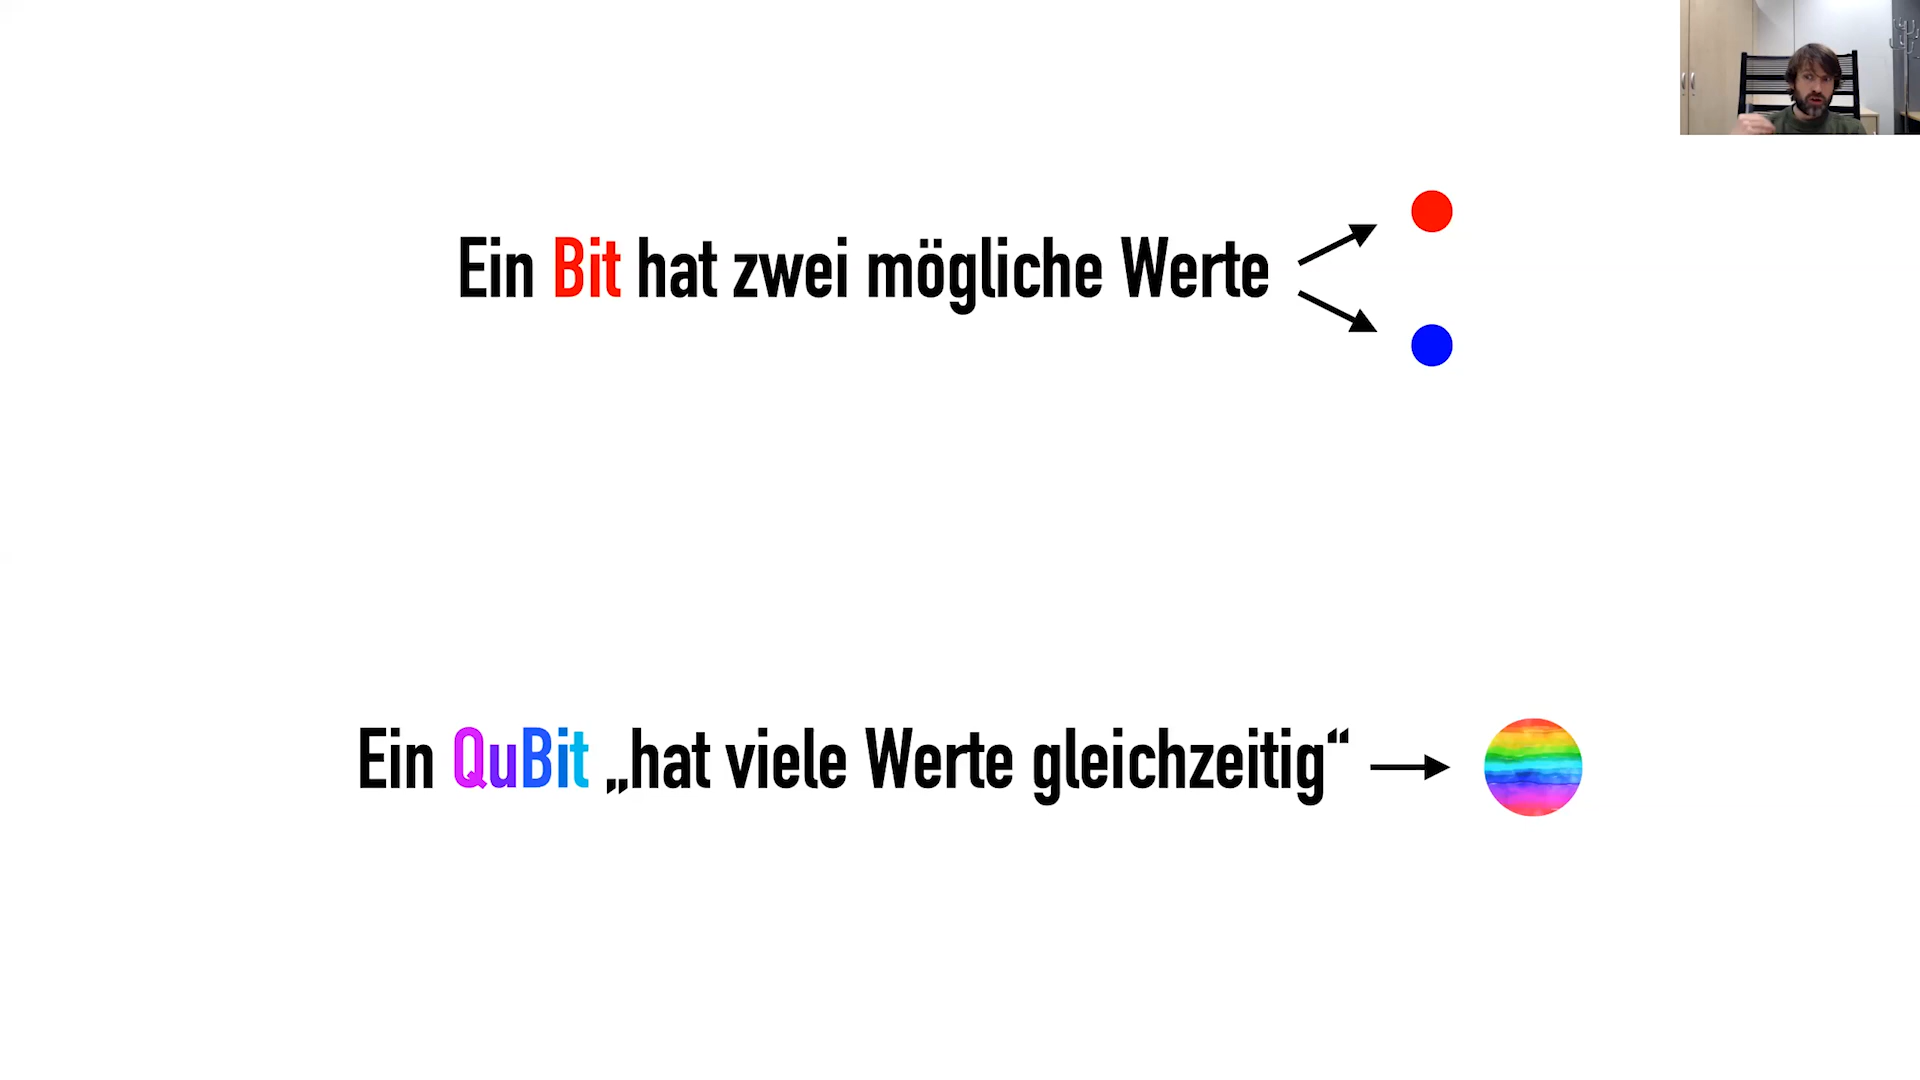 Ein Bit hat zwei mögliche Werte
Ein QuBit „hat viele Werte gleichzeitig“